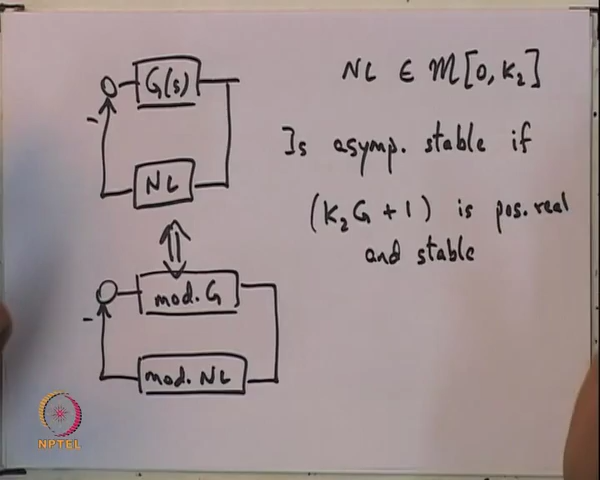 G(s)
NL
mod. G
mod. NL
NL ∈ M[0, K₂]
Is asymp. stable if
(K₂G + 1) is pos. real
and stable
NPTEL